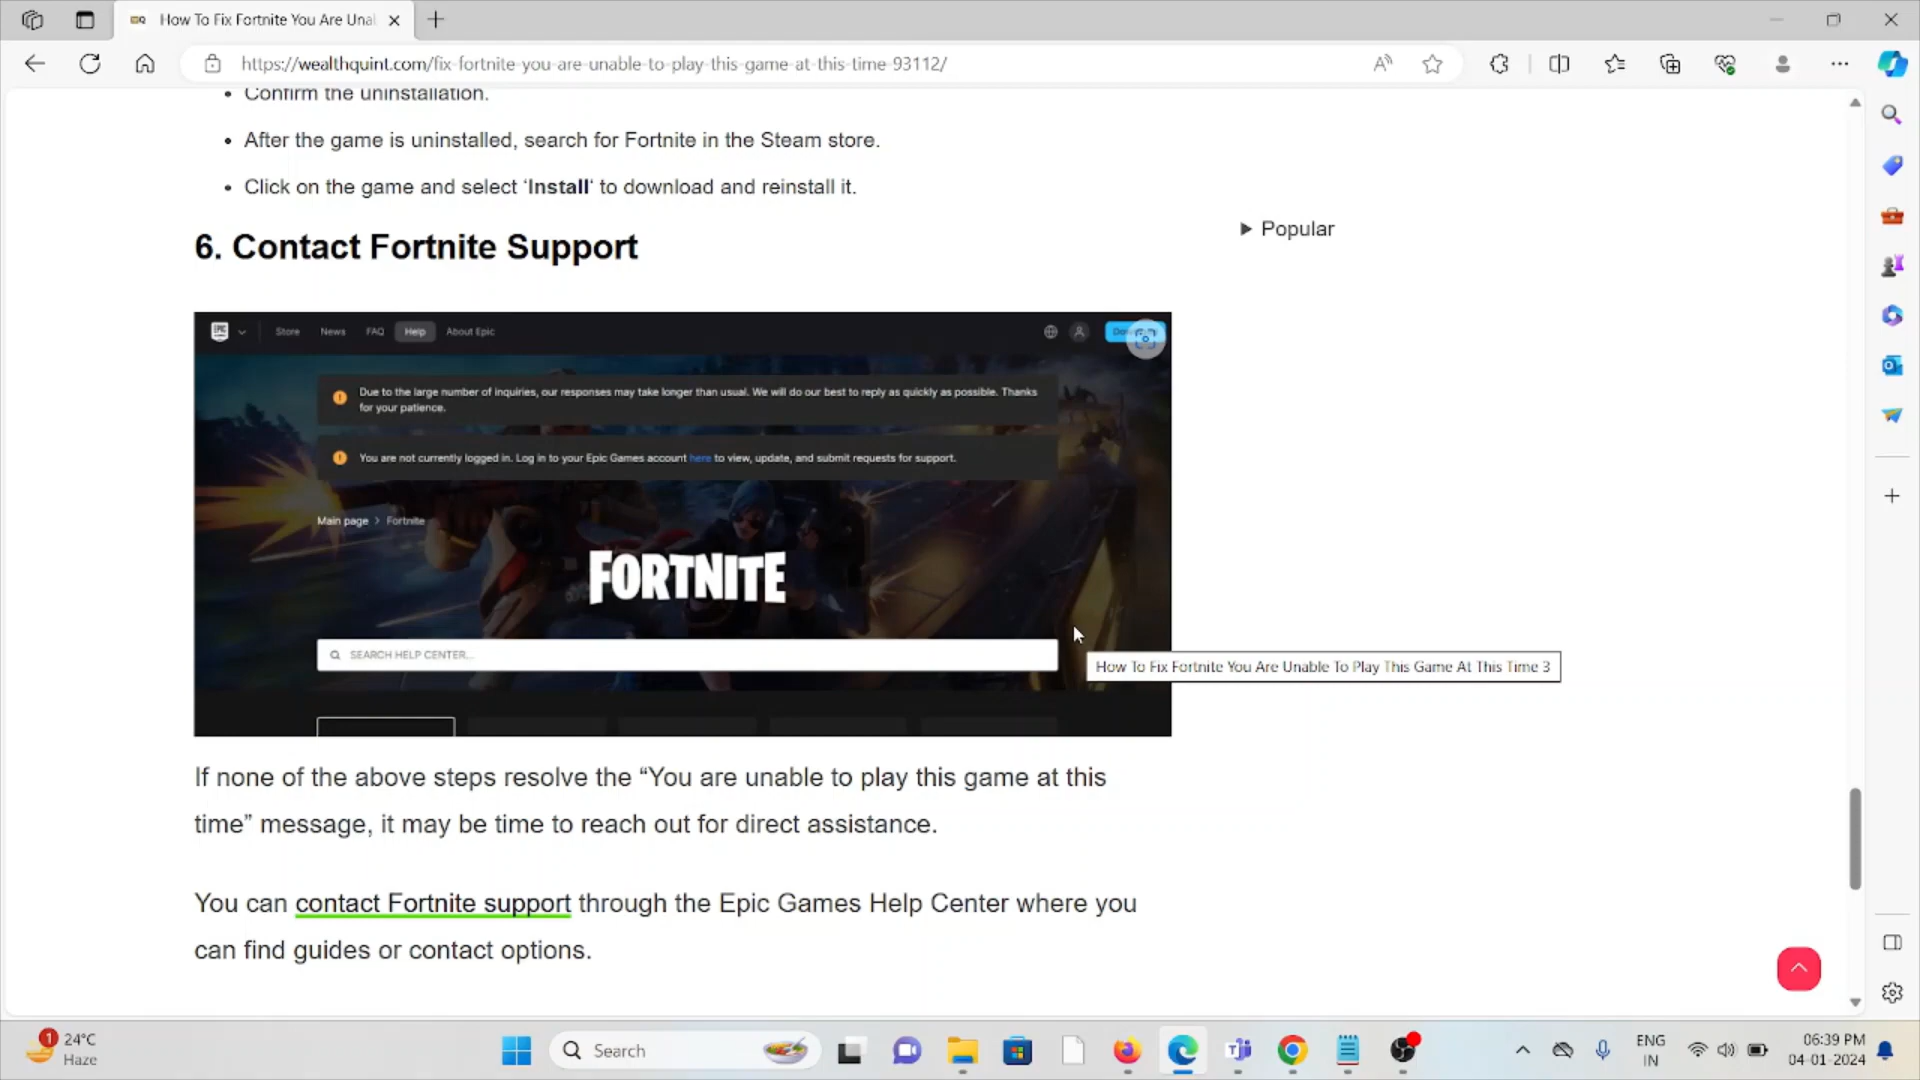 How To Fix Fortnite You Are Unal
https://wealthquint.com/fix-fortnite-you-are-unable-to-play-this-game-at-this-time-93112/
Confirm the uninstallation.
After the game is uninstalled, search for Fortnite in the Steam store.
Click on the game and select ‘Install‘ to download and reinstall it.
Popular
6. Contact Fortnite Support
EPIC Store News FAQ Help About Epic
Due to the large number of inquiries, our responses may take longer than usual. We will do our best to reply as quickly as possible. Thanks
for your patience.
You are not currently logged in. Log in to your Epic Games account here to view, update, and submit requests for support.
Main page > Fortnite
FORTNITE
SEARCH HELP CENTER...
How To Fix Fortnite You Are Unable To Play This Game At This Time 3
If none of the above steps resolve the “You are unable to play this game at this
time” message, it may be time to reach out for direct assistance.
You can contact Fortnite support through the Epic Games Help Center where you
can find guides or contact options.
1
24°C
Haze
Search
ENG
IN
06:39 PM
04-01-2024